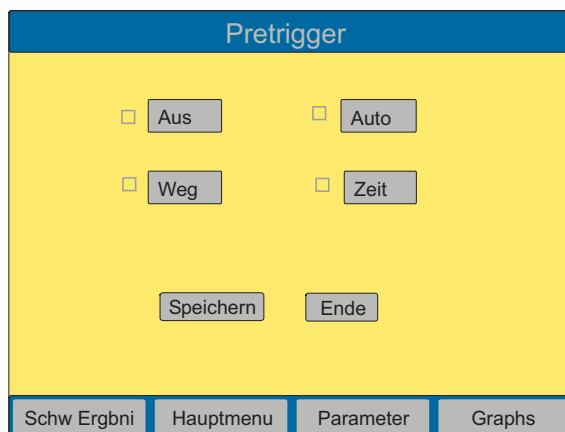 Pretrigger
Aus Auto
Weg Zeit
Speichern Ende
Schw Ergbni Hauptmenu Parameter Graphs